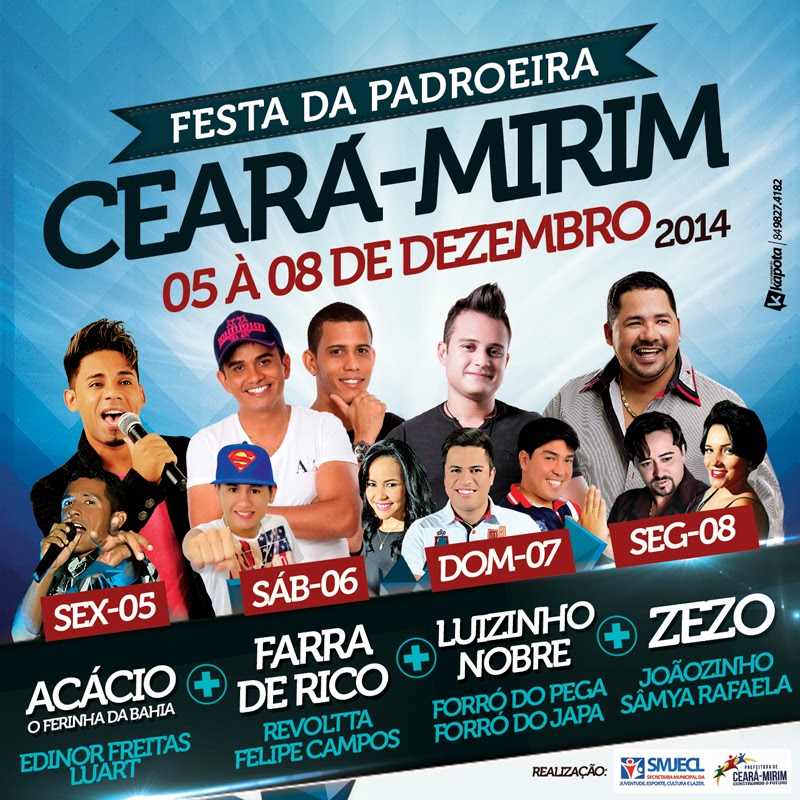 FESTA DA PADROEIRA
CEARÁ-MIRIM
05 À 08 DE DEZEMBRO 2014
kapôta | 84 9827.4182
SEX-05
SÁB-06
DOM-07
SEG-08
ACÁCIO
O FERINHA DA BAHIA
EDINOR FREITAS
LUART
+
FARRA
DE RICO
REVOLTTA
FELIPE CAMPOS
+
LUIZINHO
NOBRE
FORRÓ DO PEGA
FORRÓ DO JAPA
+
ZEZO
JOÃOZINHO
SÂMYA RAFAELA
REALIZAÇÃO:
SMJECL
SECRETARIA MUNICIPAL DA
JUVENTUDE, ESPORTE, CULTURA E LAZER.
PREFEITURA DE
CEARÁ-MIRIM
CONSTRUINDO O FUTURO